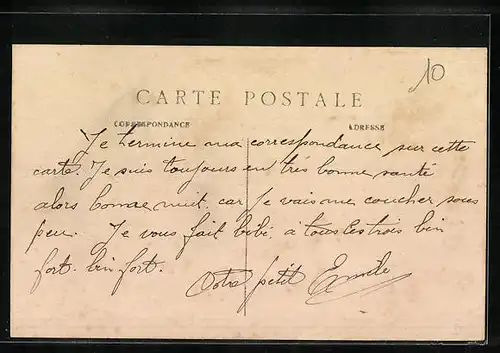 10
CARTE POSTALE
CORRESPONDANCE ADRESSE
Je termine ma correspondance sur cette
carte. Je suis toujours en très bonne santé
alors bonne nuit, car je vais me coucher sous
peu. Je vous fait bébé, à tous les trois bin
fort. bin fort.
Votre petit Emile